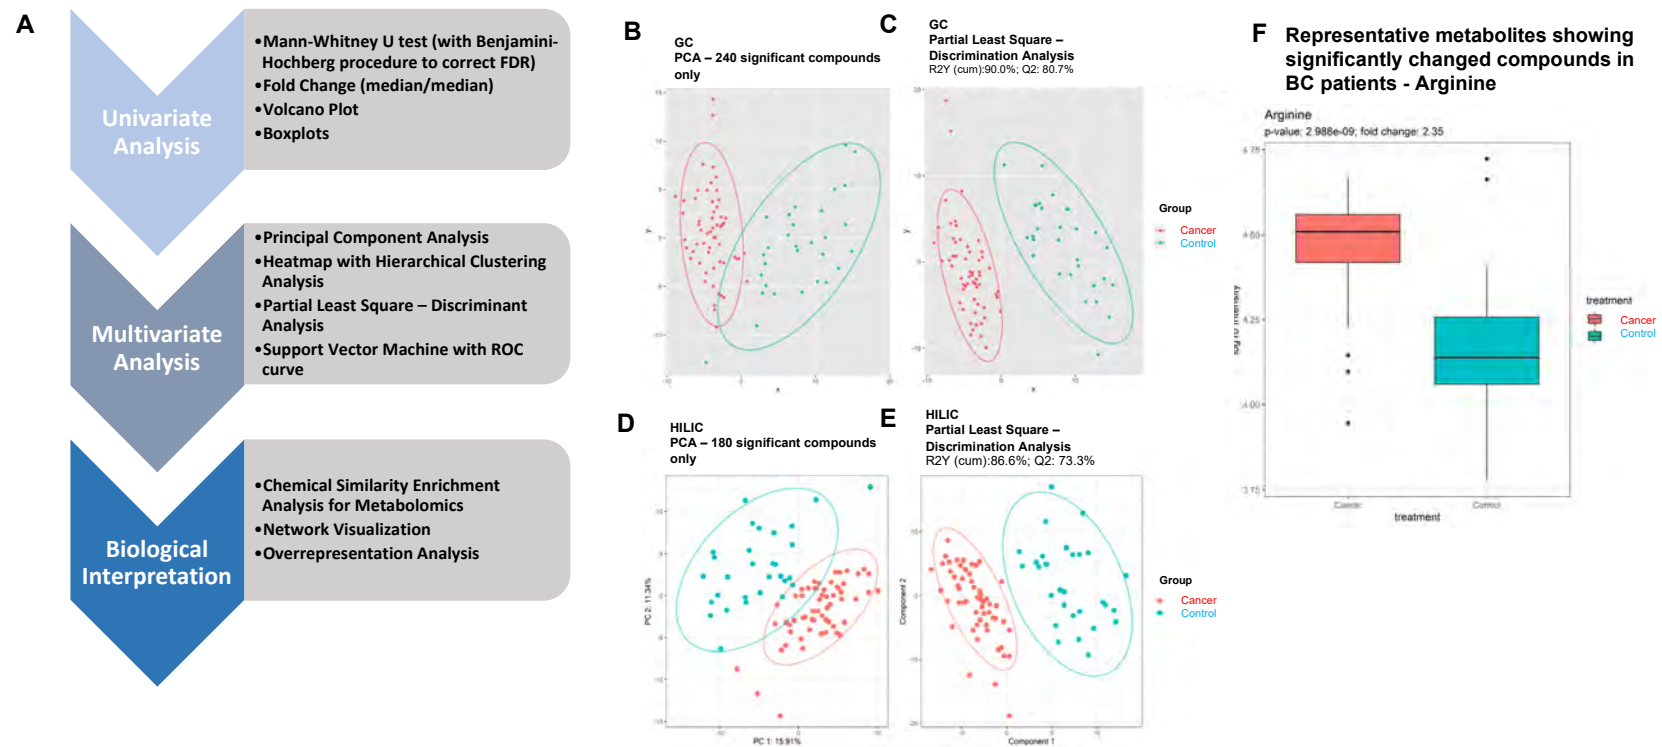 A
Univariate
Analysis
•Mann-Whitney U test (with Benjamini-
Hochberg procedure to correct FDR)
•Fold Change (median/median)
•Volcano Plot
•Boxplots
Multivariate
Analysis
•Principal Component Analysis
•Heatmap with Hierarchical Clustering
Analysis
•Partial Least Square – Discriminant
Analysis
•Support Vector Machine with ROC
curve
Biological
Interpretation
•Chemical Similarity Enrichment
Analysis for Metabolomics
•Network Visualization
•Overrepresentation Analysis
B
GC
PCA – 240 significant compounds
only
C
GC
Partial Least Square –
Discrimination Analysis
R2Y (cum):90.0%; Q2: 80.7%
Group
Cancer
Control
D
HILIC
PCA – 180 significant compounds
only
PC 2: 11.34%
PC 1: 15.91%
E
HILIC
Partial Least Square –
Discrimination Analysis
R2Y (cum):86.6%; Q2: 73.3%
Component 2
Component 1
Group
Cancer
Control
F
Representative metabolites showing
significantly changed compounds in
BC patients - Arginine
Arginine
p-value: 2.988e-09; fold change: 2.35
Control
treatment
treatment
Cancer
Control